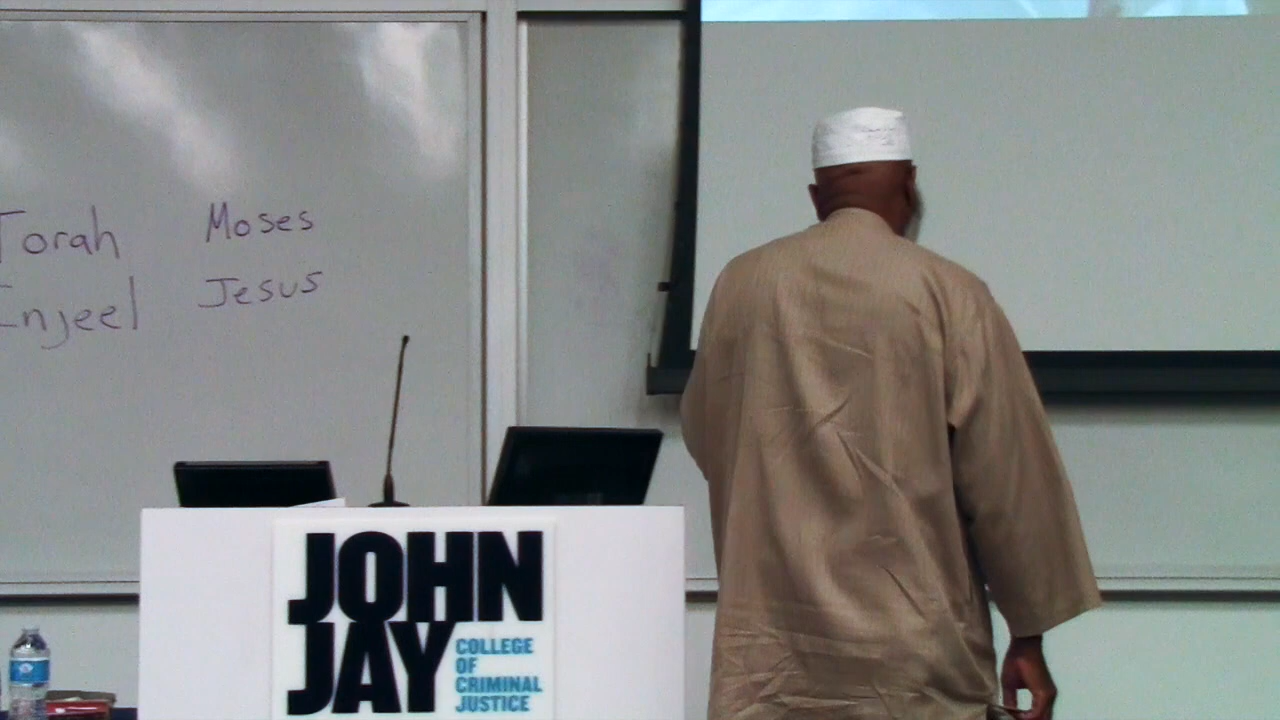 Torah Moses
Injeel Jesus
JOHN
JAY
COLLEGE
OF
CRIMINAL
JUSTICE